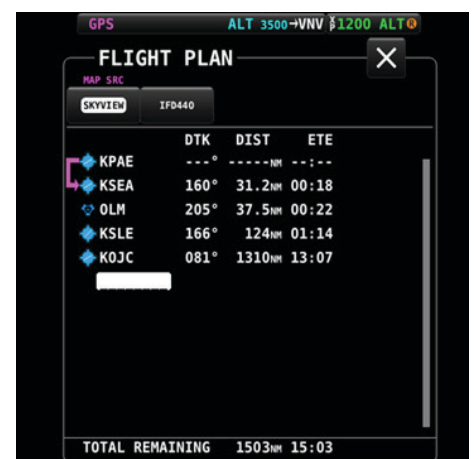 GPS ALT 3500→VNV XP1200 ALT R
FLIGHT PLAN X
MAP SRC
SKYVIEW IFD440
DTK DIST ETE
KPAE ---° -----NM --:--
KSEA 160° 31.2NM 00:18
OLM 205° 37.5NM 00:22
KSLE 166° 124NM 01:14
KOJC 081° 1310NM 13:07
TOTAL REMAINING 1503NM 15:03